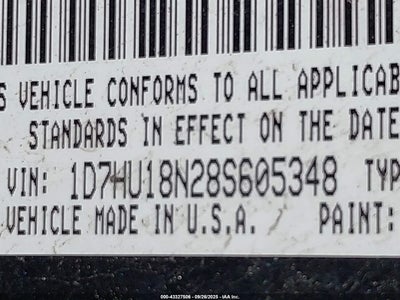 S VEHICLE CONFORMS TO ALL APPLICAB
STANDARDS IN EFFECT ON THE DATE
VIN: 1D7HU18N28S605348 TYP
VEHICLE MADE IN U.S.A. PAINT:
000-43327506 - 09/26/2025 - IAA Inc.